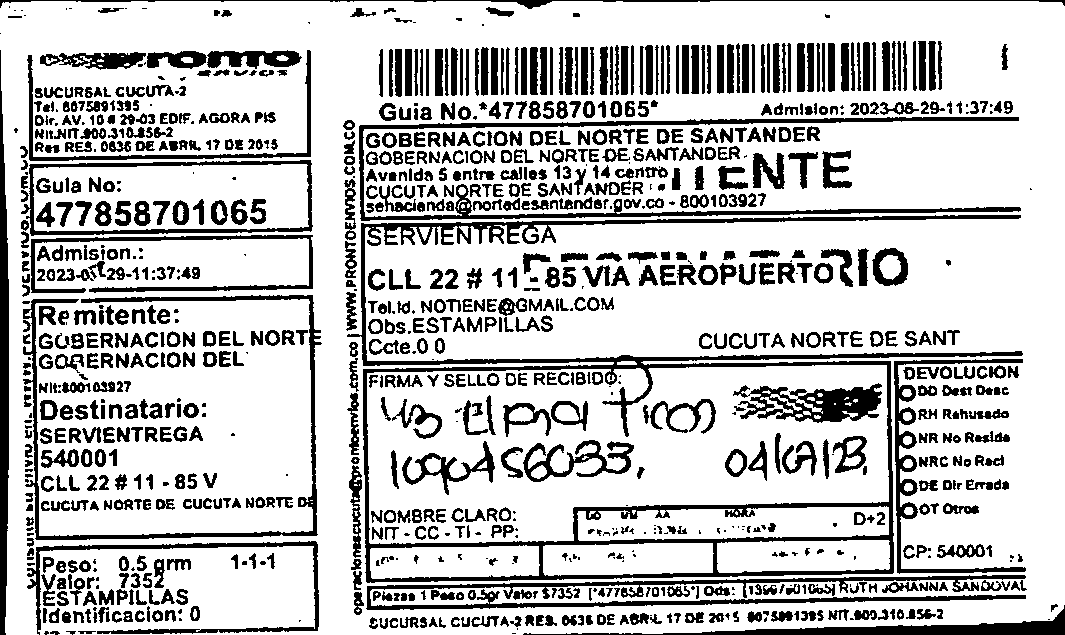 PRONTO
ENVIOS
SUCURSAL CUCUTA-2
Tel. 6075891395
Dir. AV. 10 # 29-03 EDIF. AGORA PIS
Nit.NIT.900.310.856-2
Res RES. 0636 DE ABRIL 17 DE 2015
Guia No:
477858701065
Admision.:
2023-0 29-11:37:49
Remitente:
GOBERNACION DEL NORTE
GOBERNACION DEL
Nit:800103927
Destinatario:
SERVIENTREGA
540001
CLL 22 # 11 - 85 V
CUCUTA NORTE DE CUCUTA NORTE DE
Peso: 0.5 grm 1-1-1
Valor: 7352
ESTAMPILLAS
Identificacion: 0
operacionescucuta@prontoenvios.com.co | WWW.PRONTOENVIOS.COM.CO
Guia No.*477858701065* Admision: 2023-06-29-11:37:49
GOBERNACION DEL NORTE DE SANTANDER
GOBERNACION DEL NORTE DE SANTANDER
Avenida 5 entre calles 13 y 14 centro
CUCUTA NORTE DE SANTANDER
sehacienda@nortedesantander.gov.co - 800103927
SERVIENTREGA
CLL 22 # 11 - 85 VIA AEROPUERTO
Tel.Id. NOTIENE@GMAIL.COM
Obs.ESTAMPILLAS
Ccte.0 0 CUCUTA NORTE DE SANT
FIRMA Y SELLO DE RECIBIDO:
1090456033, 04/07/23,
NOMBRE CLARO:
NIT - CC - TI - PP:
DD MM AA HORA
D+2
DEVOLUCION
DD Dest Desc
RH Rehusado
NR No Reside
NRC No Recl
DE Dir Errada
OT Otros
CP: 540001
Piezas 1 Peso 0.5gr Valor $7352 [*477858701065*] Ods: RUTH JOHANNA SANDOVAL
SUCURSAL CUCUTA-2 RES. 0636 DE ABRIL 17 DE 2015 6075891395 NIT.900.310.856-2